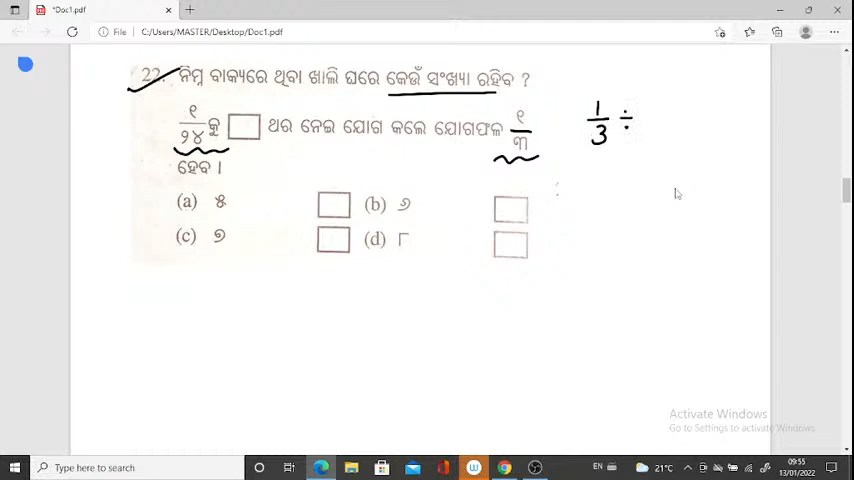 *Doc1.pdf
File C:/Users/MASTER/Desktop/Doc1.pdf
22. ନିମ୍ନ ବାକ୍ୟରେ ଥିବା ଖାଲି ଘରେ କେଉଁ ସଂଖ୍ୟା ରହିବ ?
୧/୨୪ କୁ ଥର ନେଇ ଯୋଗ କଲେ ଯୋଗଫଳ ୧/୩
ହେବ ।
1/3 ÷
(a) ୫ (b) ୬
(c) ୭ (d) ୮
Activate Windows
Go to Settings to activate Windows
Type here to search
EN 21°C 09:55
13/01/2022